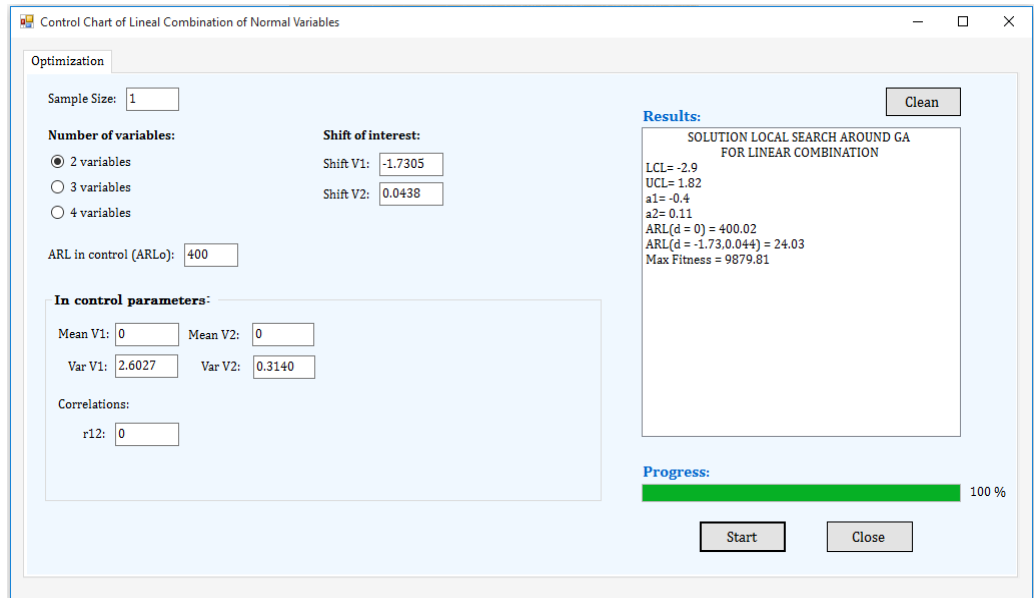 Control Chart of Lineal Combination of Normal Variables
Optimization
Sample Size: 1
Clean
Number of variables:
2 variables
3 variables
4 variables
Shift of interest:
Shift V1: -1.7305
Shift V2: 0.0438
ARL in control (ARLo): 400
In control parameters:
Mean V1: 0 Mean V2: 0
Var V1: 2.6027 Var V2: 0.3140
Correlations:
r12: 0
Results:
SOLUTION LOCAL SEARCH AROUND GA
FOR LINEAR COMBINATION
LCL= -2.9
UCL= 1.82
a1= -0.4
a2= 0.11
ARL(d = 0) = 400.02
ARL(d = -1.73,0.044) = 24.03
Max Fitness = 9879.81
Progress:
100 %
Start Close